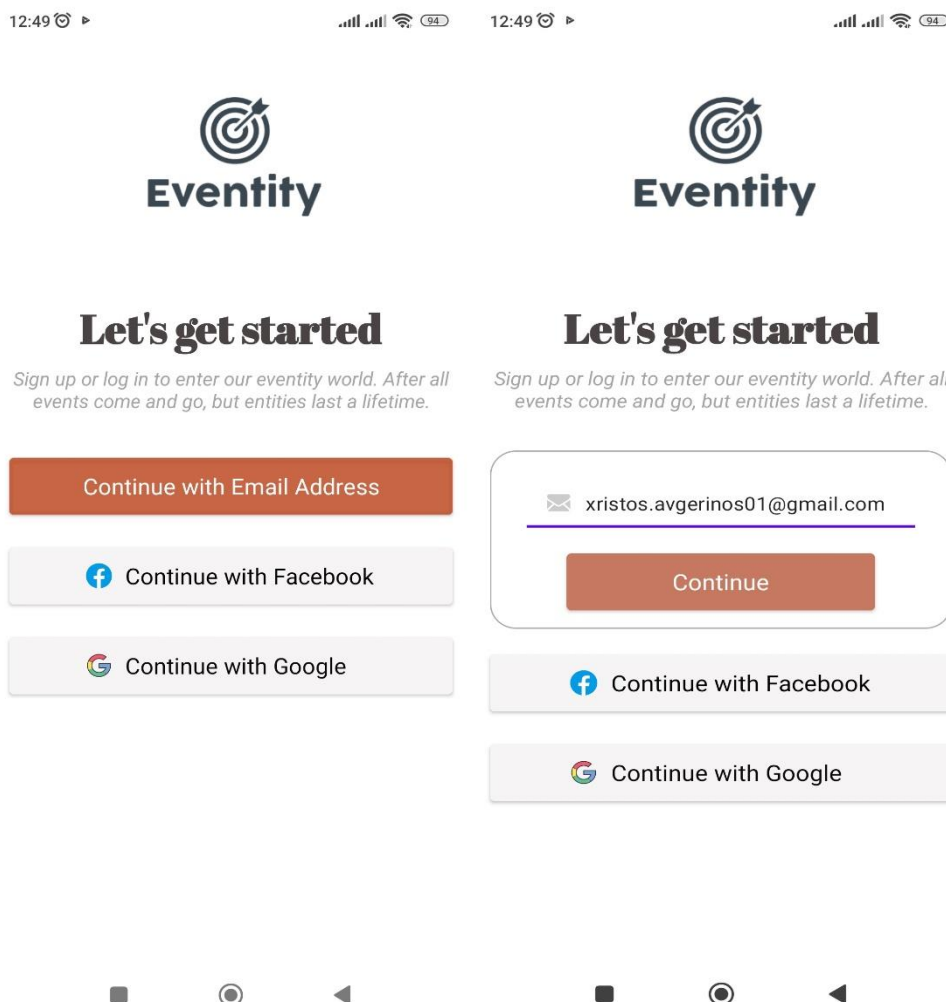 12:49
94
Eventity
Let's get started
Sign up or log in to enter our eventity world. After all
events come and go, but entities last a lifetime.
Continue with Email Address
Continue with Facebook
Continue with Google
12:49
94
Eventity
Let's get started
Sign up or log in to enter our eventity world. After all
events come and go, but entities last a lifetime.
xristos.avgerinos01@gmail.com
Continue
Continue with Facebook
Continue with Google